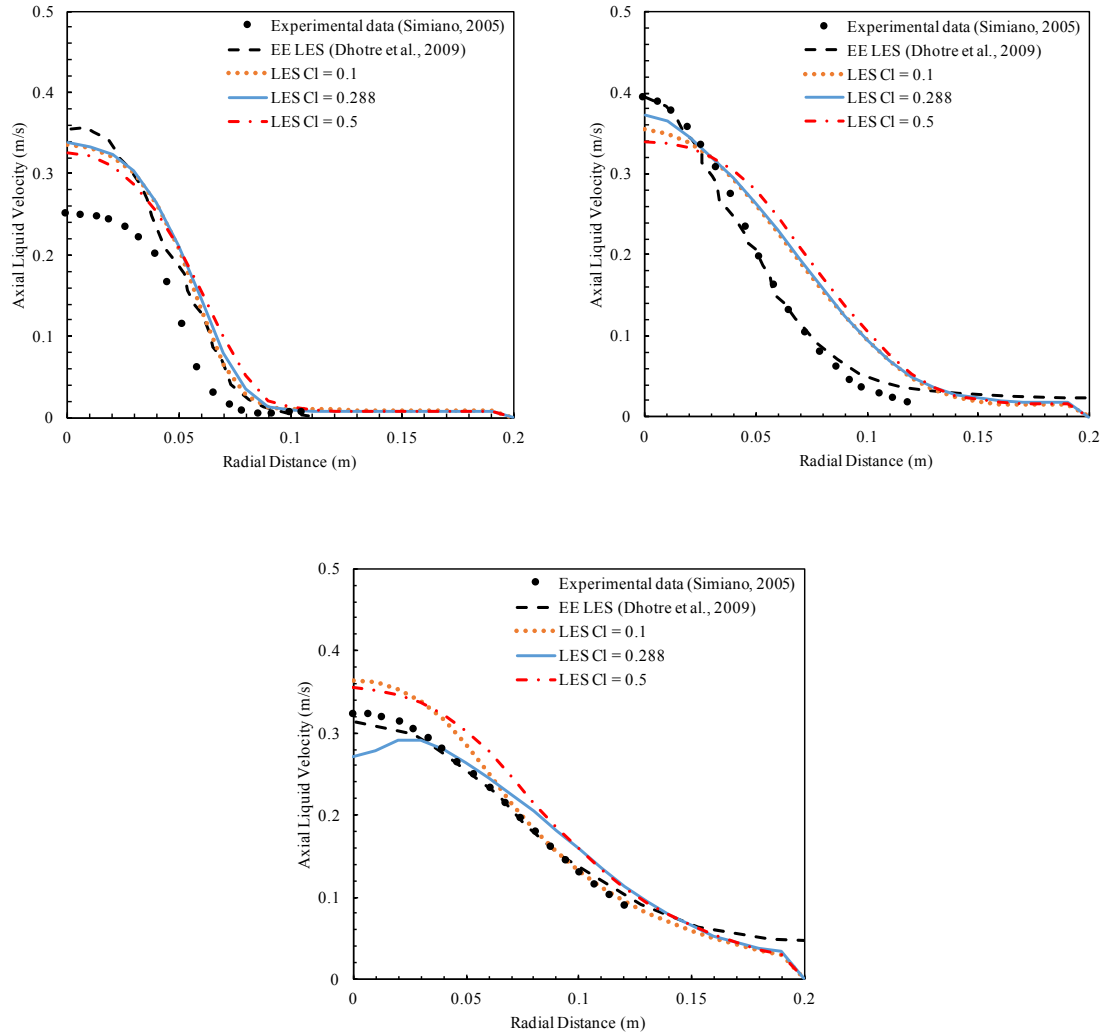 0.5
0.4
0.3
0.2
0.1
0
Axial Liquid Velocity (m/s)
Experimental data (Simiano, 2005)
EE LES (Dhotre et al., 2009)
LES Cl = 0.1
LES Cl = 0.288
LES Cl = 0.5
0 0.05 0.1 0.15 0.2
Radial Distance (m)
0.5
0.4
0.3
0.2
0.1
0
Axial Liquid Velocity (m/s)
Experimental data (Simiano, 2005)
EE LES (Dhotre et al., 2009)
LES Cl = 0.1
LES Cl = 0.288
LES Cl = 0.5
0 0.05 0.1 0.15 0.2
Radial Distance (m)
0.5
0.4
0.3
0.2
0.1
0
Axial Liquid Velocity (m/s)
Experimental data (Simiano, 2005)
EE LES (Dhotre et al., 2009)
LES Cl = 0.1
LES Cl = 0.288
LES Cl = 0.5
0 0.05 0.1 0.15 0.2
Radial Distance (m)